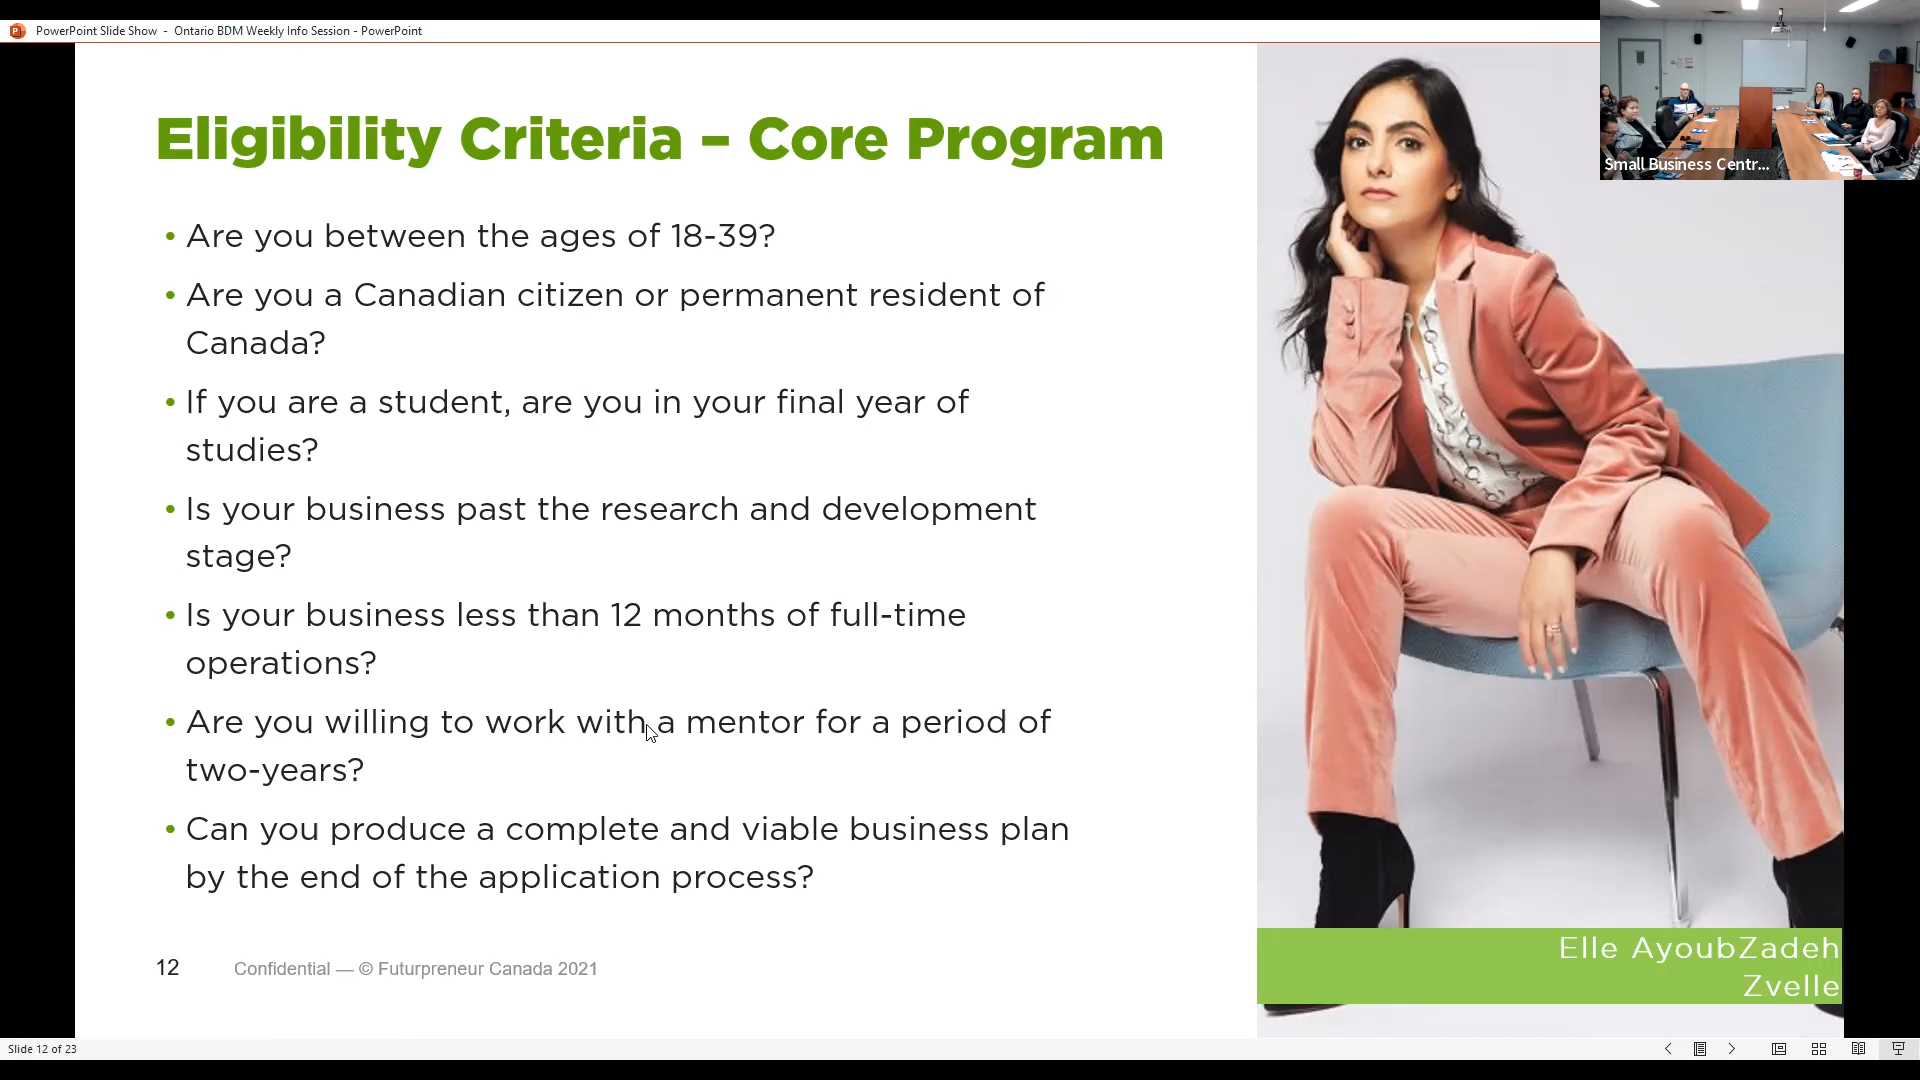 PowerPoint Slide Show - Ontario BDM Weekly Info Session - PowerPoint
Small Business Centr...
Eligibility Criteria – Core Program
• Are you between the ages of 18-39?
• Are you a Canadian citizen or permanent resident of
Canada?
• If you are a student, are you in your final year of
studies?
• Is your business past the research and development
stage?
• Is your business less than 12 months of full-time
operations?
• Are you willing to work with a mentor for a period of
two-years?
• Can you produce a complete and viable business plan
by the end of the application process?
Elle AyoubZadeh
Zvelle
12 Confidential — © Futurpreneur Canada 2021
Slide 12 of 23